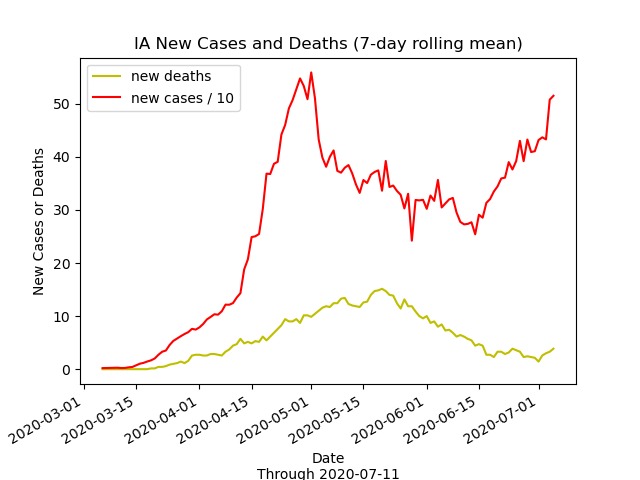 IA New Cases and Deaths (7-day rolling mean)
new deaths
new cases / 10
New Cases or Deaths
50
40
30
20
10
0
2020-03-01
2020-03-15
2020-04-01
2020-04-15
2020-05-01
2020-05-15
2020-06-01
2020-06-15
2020-07-01
Date
Through 2020-07-11